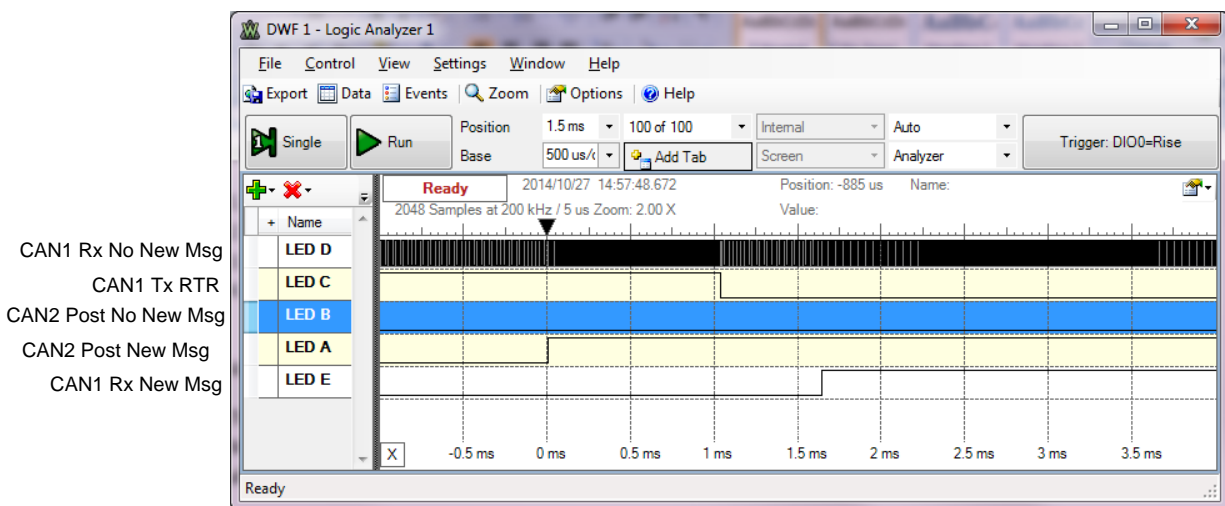 DWF 1 - Logic Analyzer 1
File Control View Settings Window Help
Export Data Events Zoom Options Help
Single Run Position 1.5 ms 100 of 100 Internal Auto Trigger: DIO0=Rise
Base 500 us/ Add Tab Screen Analyzer
Ready 2014/10/27 14:57:48.672 Position: -885 us Name:
2048 Samples at 200 kHz / 5 us Zoom: 2.00 X Value:
+ Name
CAN1 Rx No New Msg LED D
CAN1 Tx RTR LED C
CAN2 Post No New Msg LED B
CAN2 Post New Msg LED A
CAN1 Rx New Msg LED E
X -0.5 ms 0 ms 0.5 ms 1 ms 1.5 ms 2 ms 2.5 ms 3 ms 3.5 ms
Ready